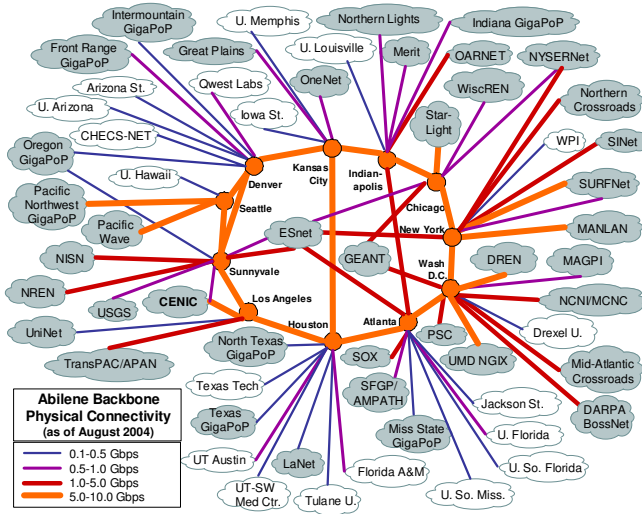 Intermountain
GigaPoP
U. Memphis
Northern Lights
Indiana GigaPoP
Front Range
GigaPoP
Great Plains
U. Louisville
Merit
OARNET
NYSERNet
Arizona St.
Qwest Labs
OneNet
WiscREN
Northern
Crossroads
U. Arizona
Iowa St.
Star-
Light
CHECS-NET
WPI
SINet
Oregon
GigaPoP
Kansas
City
Indian-
apolis
Denver
U. Hawaii
SURFNet
Pacific
Northwest
GigaPoP
Seattle
Chicago
New York
MANLAN
Pacific
Wave
ESnet
GEANT
Wash
D.C.
DREN
MAGPI
NISN
Sunnyvale
NREN
USGS
CENIC
Los Angeles
Houston
Atlanta
PSC
NCNI/MCNC
Drexel U.
UniNet
North Texas
GigaPoP
SOX
UMD NGIX
Mid-Atlantic
Crossroads
TransPAC/APAN
Texas Tech
SFGP/
AMPATH
Jackson St.
DARPA
BossNet
Texas
GigaPoP
Miss State
GigaPoP
U. Florida
UT Austin
LaNet
Florida A&M
U. So. Florida
UT-SW
Med Ctr.
Tulane U.
U. So. Miss.
Abilene Backbone
Physical Connectivity
(as of August 2004)
0.1-0.5 Gbps
0.5-1.0 Gbps
1.0-5.0 Gbps
5.0-10.0 Gbps